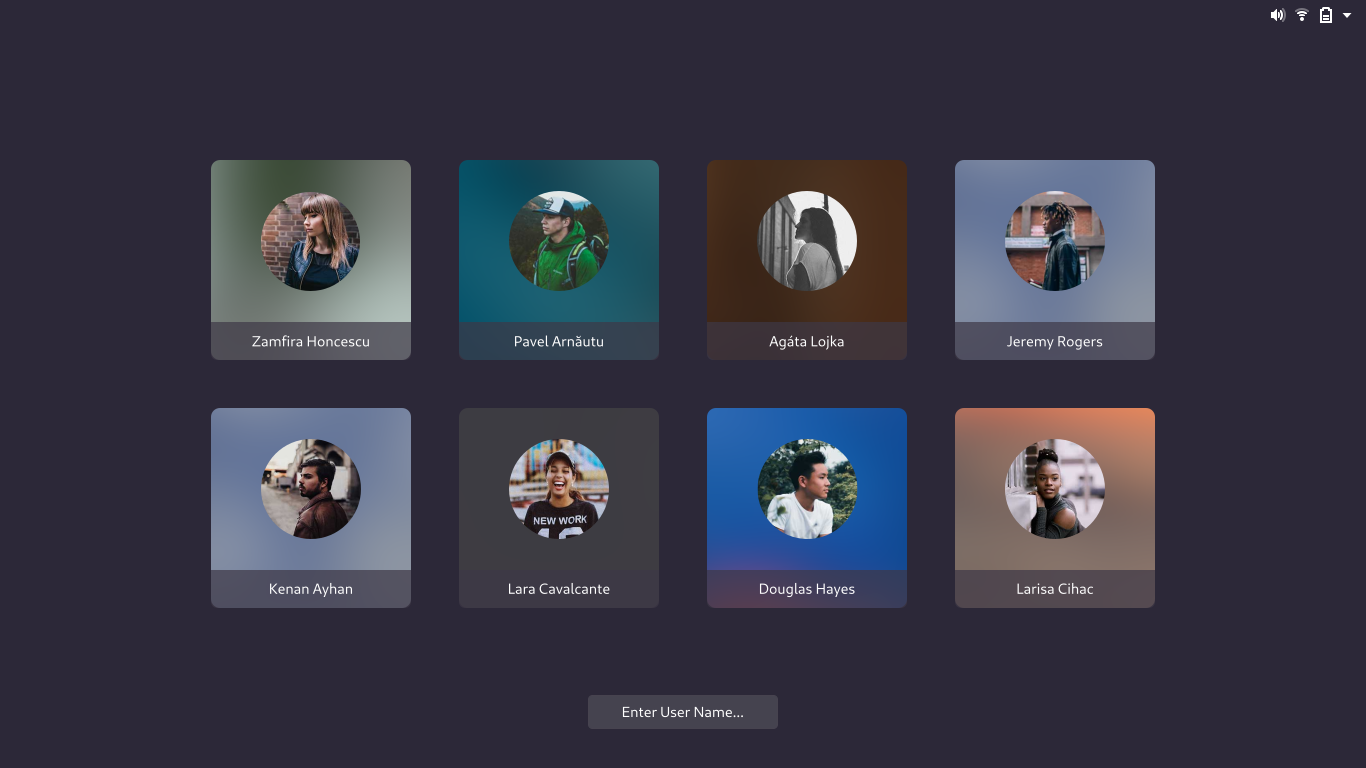 Zamfira Honcescu
Pavel Arnăutu
Agáta Lojka
Jeremy Rogers
NEW WORK
Kenan Ayhan
Lara Cavalcante
Douglas Hayes
Larisa Cihac
Enter User Name...